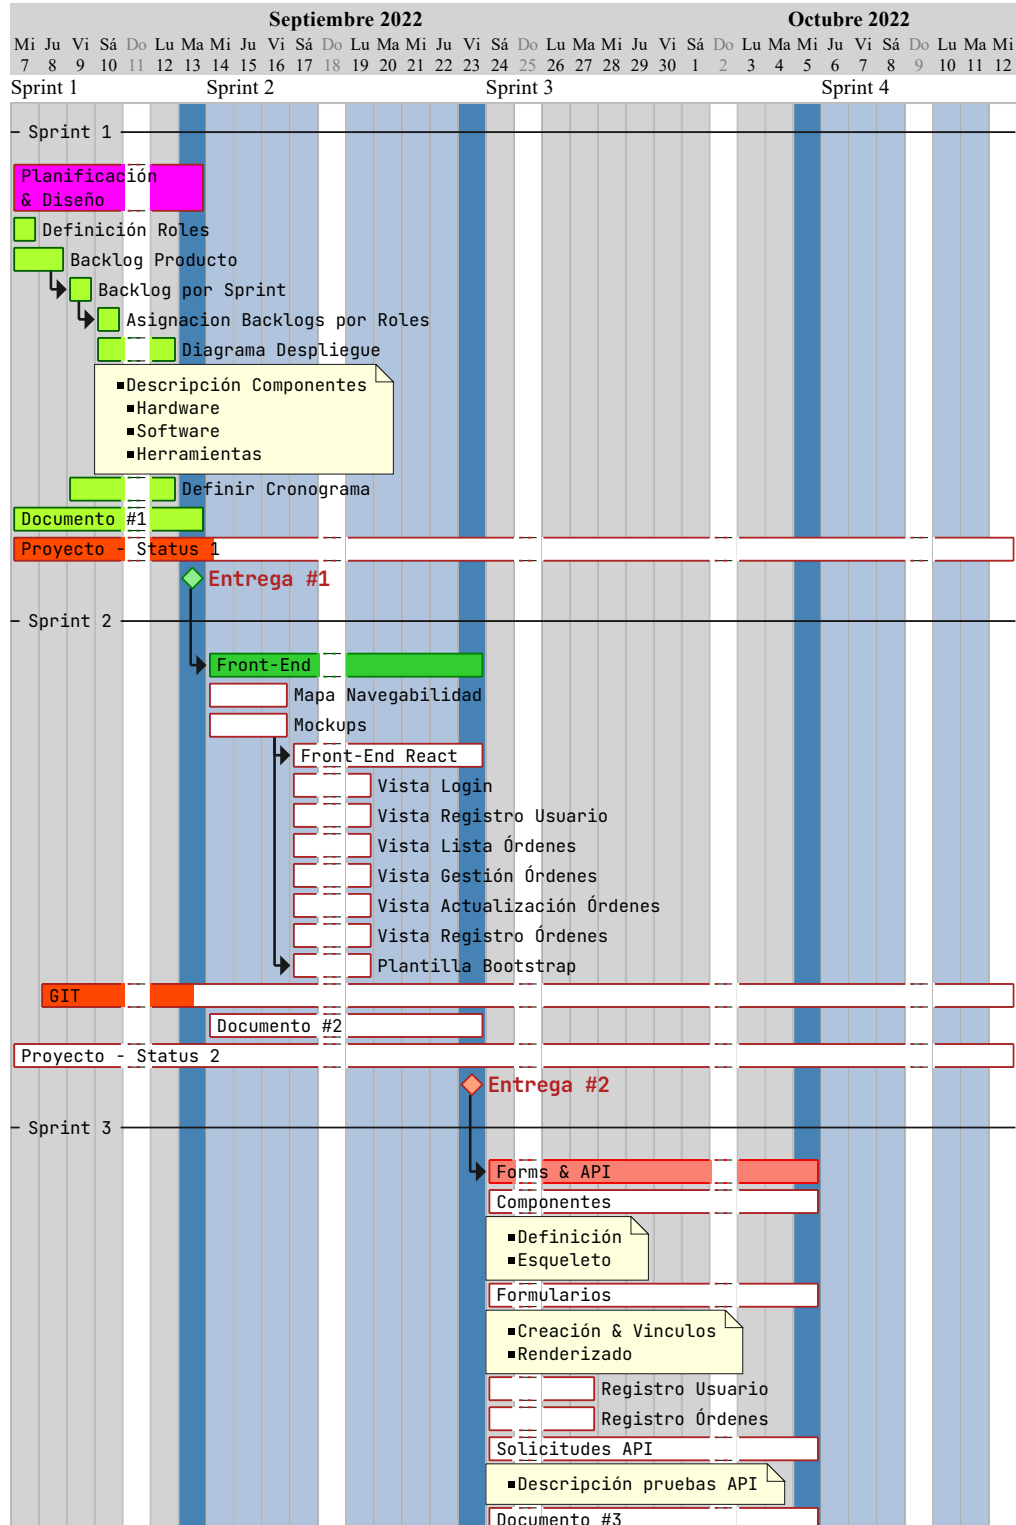 Septiembre 2022 Octubre 2022
Mi Ju Vi Sá Do Lu Ma Mi Ju Vi Sá Do Lu Ma Mi Ju Vi Sá Do Lu Ma Mi Ju Vi Sá Do Lu Ma Mi Ju Vi Sá Do Lu Ma Mi
7 8 9 10 11 12 13 14 15 16 17 18 19 20 21 22 23 24 25 26 27 28 29 30 1 2 3 4 5 6 7 8 9 10 11 12
Sprint 1 Sprint 2 Sprint 3 Sprint 4
Sprint 1
Planificación
& Diseño
Definición Roles
Backlog Producto
Backlog por Sprint
Asignacion Backlogs por Roles
Diagrama Despliegue
▪Descripción Componentes
▪Hardware
▪Software
▪Herramientas
Definir Cronograma
Documento #1
Proyecto - Status 1
Entrega #1
Sprint 2
Front-End
Mapa Navegabilidad
Mockups
Front-End React
Vista Login
Vista Registro Usuario
Vista Lista Órdenes
Vista Gestión Órdenes
Vista Actualización Órdenes
Vista Registro Órdenes
Plantilla Bootstrap
GIT
Documento #2
Proyecto - Status 2
Entrega #2
Sprint 3
Forms & API
Componentes
▪Definición
▪Esqueleto
Formularios
▪Creación & Vinculos
▪Renderizado
Registro Usuario
Registro Órdenes
Solicitudes API
▪Descripción pruebas API
Documento #3